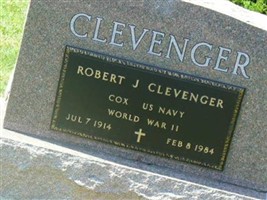 CLEVENGER
ROBERT J CLEVENGER
COX US NAVY
WORLD WAR II
JUL 7 1914 FEB 8 1984